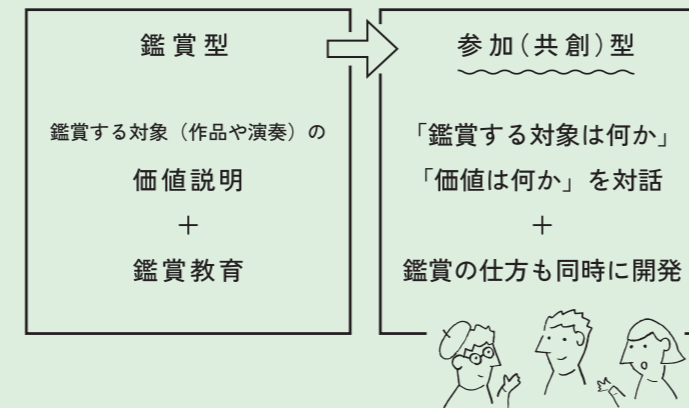 鑑賞型
鑑賞する対象（作品や演奏）の
価値説明
＋
鑑賞教育
参加（共創）型
「鑑賞する対象は何か」
「価値は何か」を対話
＋
鑑賞の仕方も同時に開発